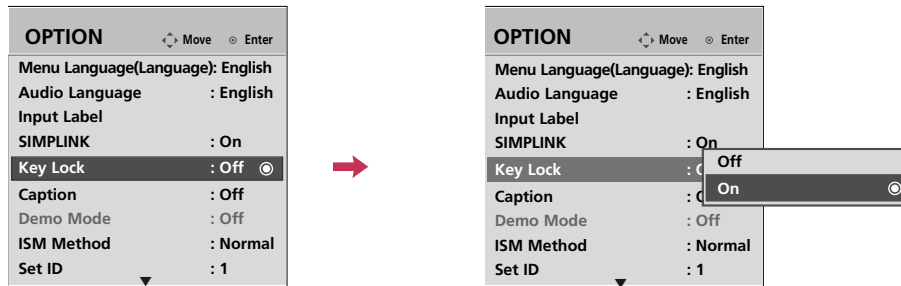 OPTION Move Enter
Menu Language(Language): English
Audio Language : English
Input Label
SIMPLINK : On
Key Lock : Off
Caption : Off
Demo Mode : Off
ISM Method : Normal
Set ID : 1
OPTION Move Enter
Menu Language(Language): English
Audio Language : English
Input Label
SIMPLINK : On
Key Lock :
Caption :
Demo Mode : Off
ISM Method : Normal
Set ID : 1
Off
On